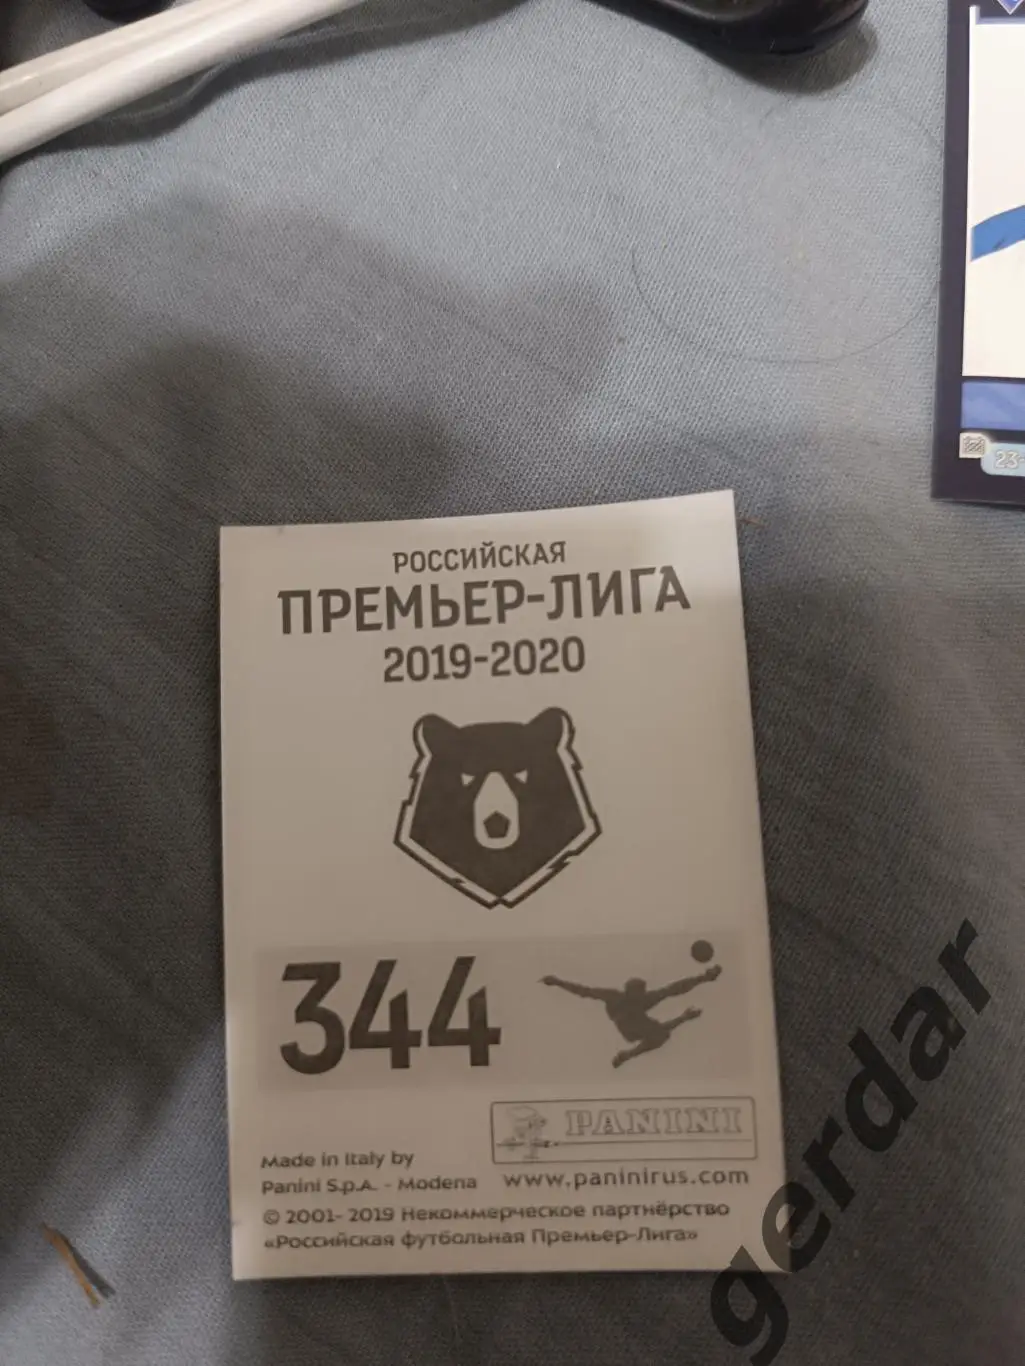 23-
РОССИЙСКАЯ
ПРЕМЬЕР-ЛИГА
2019-2020
344
PANINI
Made in Italy by
Panini S.p.A. - Modena
www.paninirus.com
© 2001- 2019 Некоммерческое партнёрство
«Российская футбольная Премьер-Лига»
gerdar